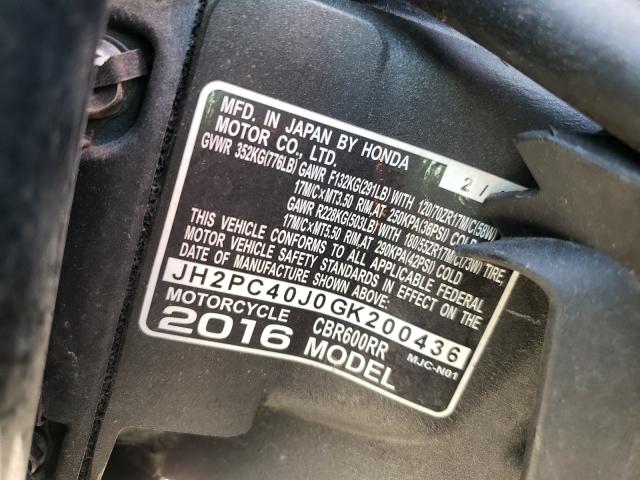 MFD. IN JAPAN BY HONDA
MOTOR CO., LTD. 2/
GVWR 352KG(776LB) GAWR F132KG(291LB) WITH 120/70ZR17M/C(58W)
17M/C×MT3.50 RIM, AT 250KPA(36PSI) COLD
GAWR R228KG(503LB) WITH 180/55ZR17M/C(73W) TIRE,
17M/C×MT5.50 RIM, AT 290KPA(42PSI) COLD
THIS VEHICLE CONFORMS TO ALL APPLICABLE FEDERAL
MOTOR VEHICLE SAFETY STANDARDS IN EFFECT ON THE
DATE OF MANUFACTURE SHOWN ABOVE:
JH2PC40J0GK200436
MOTORCYCLE CBR600RR MJC-N01
2016 MODEL